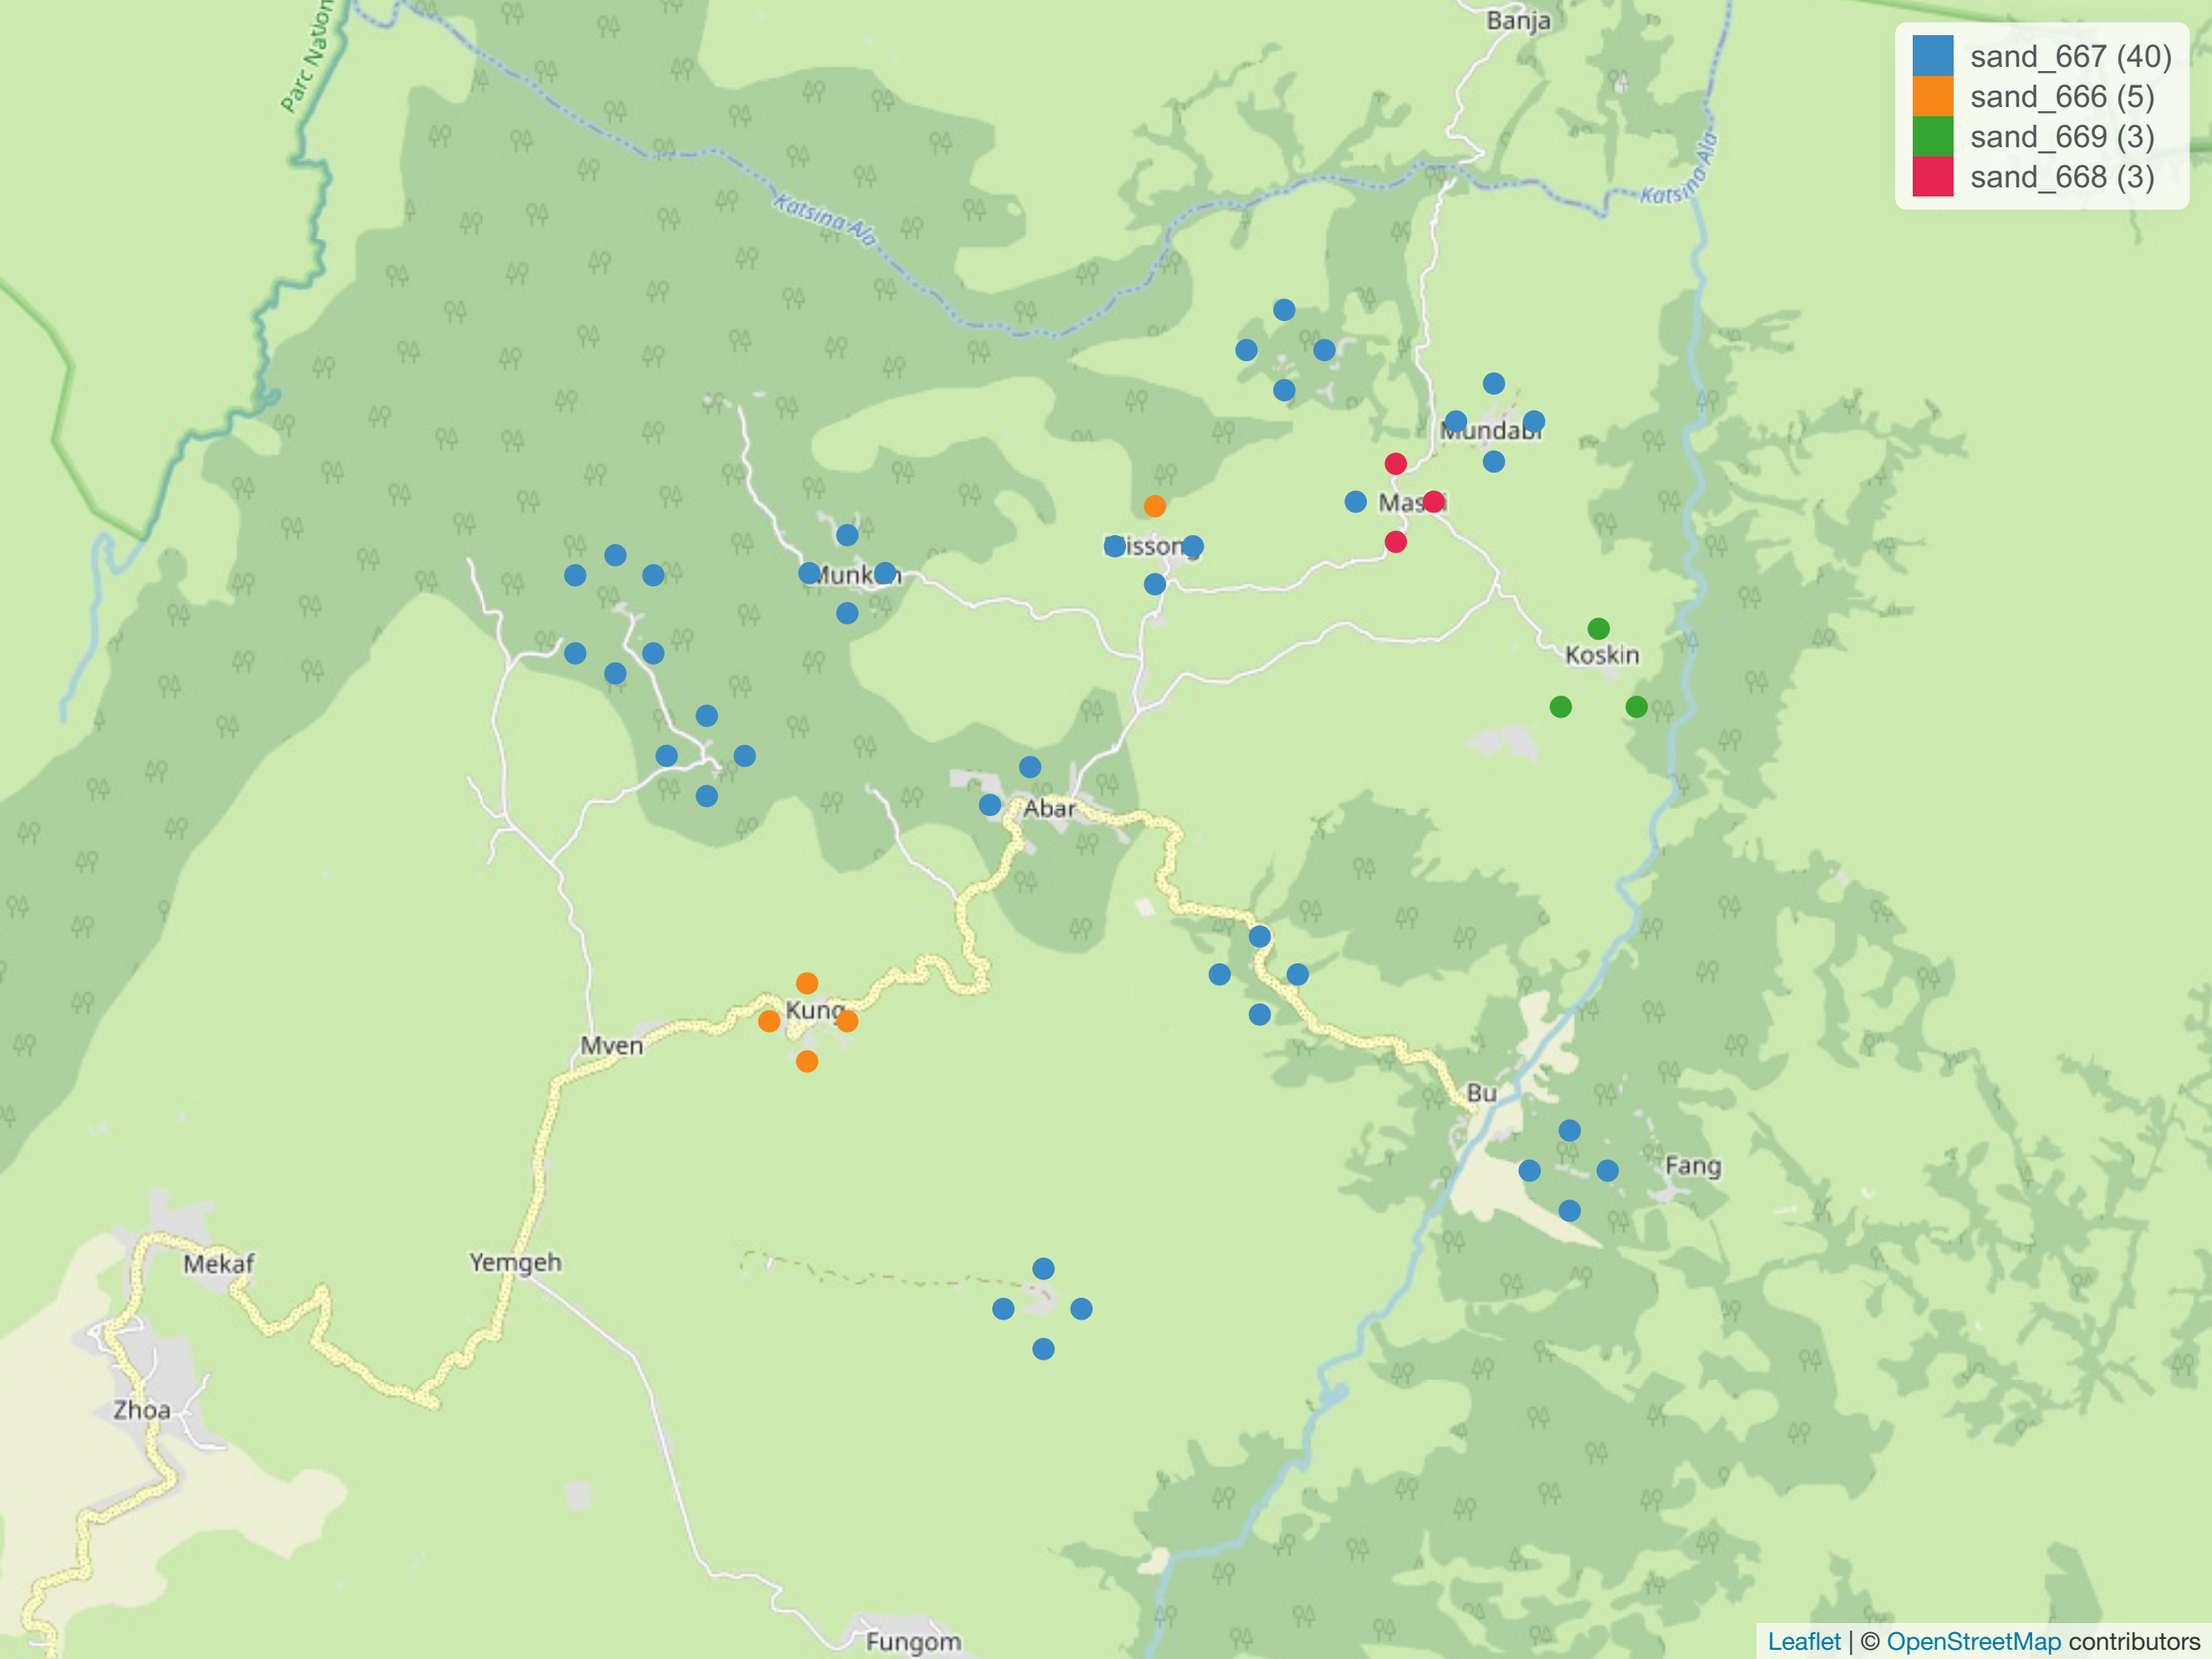 Banja
Parc Nation
sand_667 (40)
sand_666 (5)
sand_669 (3)
sand_668 (3)
Katsina Ala
Katsina-Ala
Mundabi
Koskin
Abar
Kung
Mven
Bu
Fang
Mekaf
Yemgeh
Zhoa
Fungom
Leaflet | © OpenStreetMap contributors